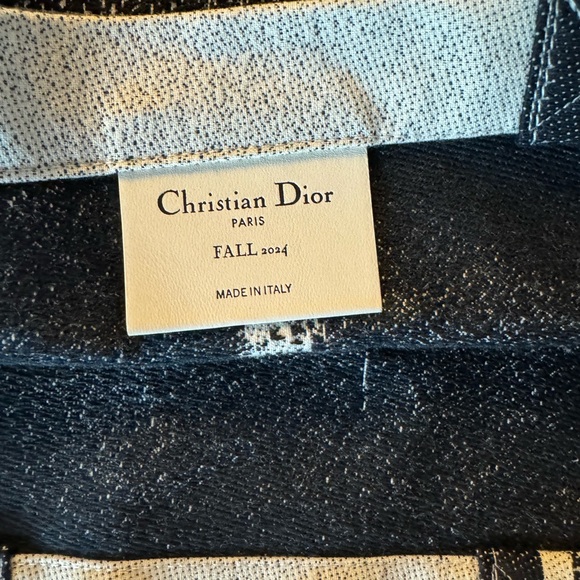 Christian Dior
PARIS
FALL 2024
MADE IN ITALY